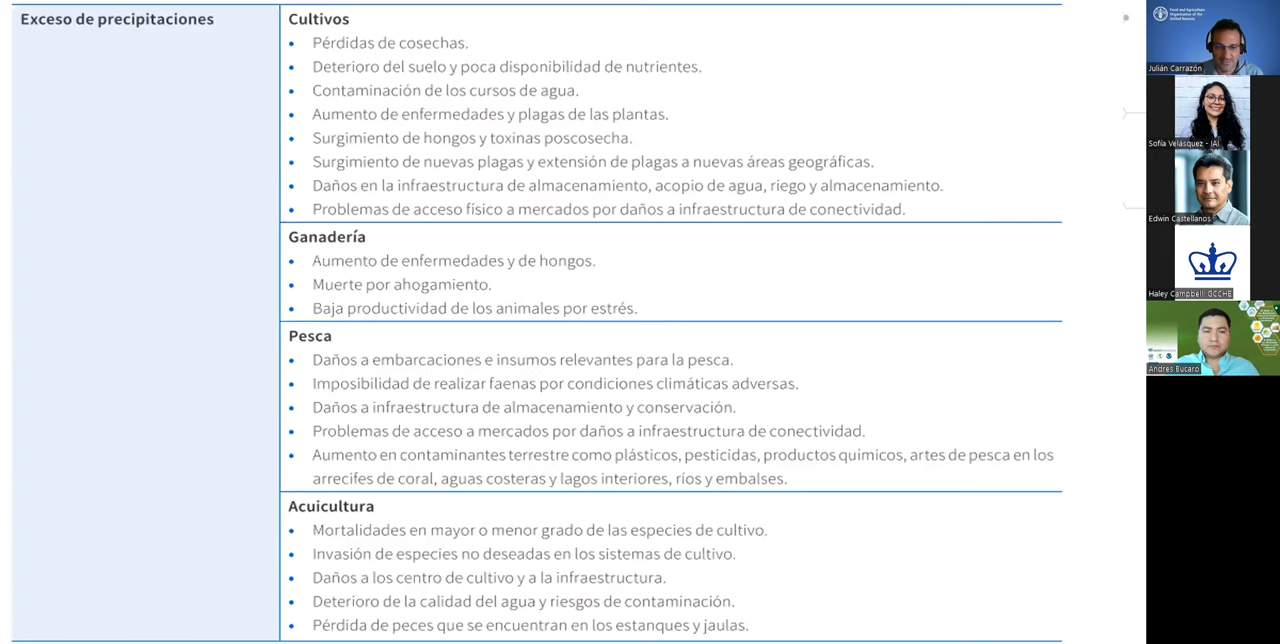 Exceso de precipitaciones
Cultivos
• Pérdidas de cosechas.
• Deterioro del suelo y poca disponibilidad de nutrientes.
• Contaminación de los cursos de agua.
• Aumento de enfermedades y plagas de las plantas.
• Surgimiento de hongos y toxinas poscosecha.
• Surgimiento de nuevas plagas y extensión de plagas a nuevas áreas geográficas.
• Daños en la infraestructura de almacenamiento, acopio de agua, riego y almacenamiento.
• Problemas de acceso físico a mercados por daños a infraestructura de conectividad.
Ganadería
• Aumento de enfermedades y de hongos.
• Muerte por ahogamiento.
• Baja productividad de los animales por estrés.
Pesca
• Daños a embarcaciones e insumos relevantes para la pesca.
• Imposibilidad de realizar faenas por condiciones climáticas adversas.
• Daños a infraestructura de almacenamiento y conservación.
• Problemas de acceso a mercados por daños a infraestructura de conectividad.
• Aumento en contaminantes terrestre como plásticos, pesticidas, productos químicos, artes de pesca en los
arrecifes de coral, aguas costeras y lagos interiores, ríos y embalses.
Acuicultura
• Mortalidades en mayor o menor grado de las especies de cultivo.
• Invasión de especies no deseadas en los sistemas de cultivo.
• Daños a los centro de cultivo y a la infraestructura.
• Deterioro de la calidad del agua y riesgos de contaminación.
• Pérdida de peces que se encuentran en los estanques y jaulas.
Food and Agriculture
Organization of the
United Nations
Julián Carrazón
Sofía Velásquez - IAI
Edwin Castellanos
Haley Campbell, GCCHE
Andres Bucaro